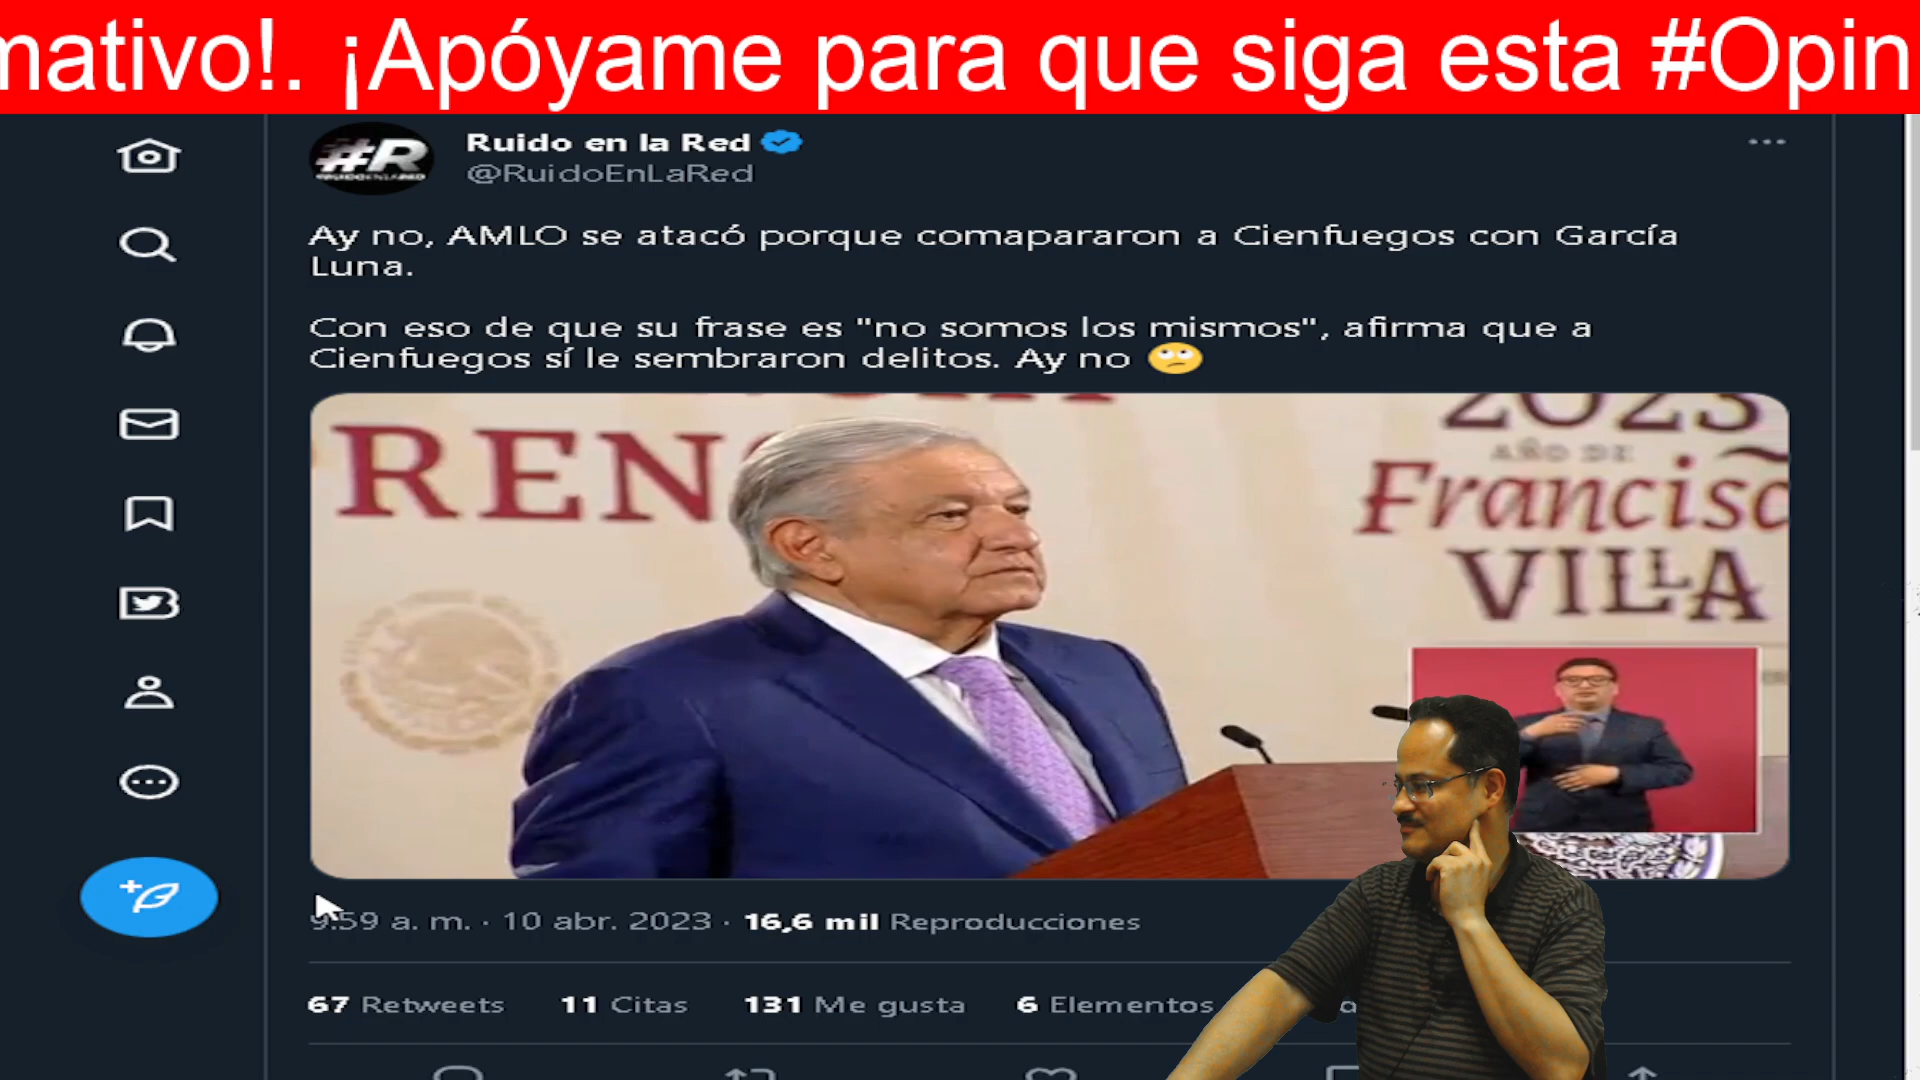 mativo!. ¡Apóyame para que siga esta #Opin
#R
Ruido en la Red
@RuidoEnLaRed
Ay no, AMLO se atacó porque comapararon a Cienfuegos con García
Luna.
Con eso de que su frase es "no somos los mismos", afirma que a
Cienfuegos sí le sembraron delitos. Ay no 🙄
REN
2023
AÑO DE
Francisc
VILLA
9:59 a. m. · 10 abr. 2023 · 16,6 mil Reproducciones
67 Retweets 11 Citas 131 Me gusta 6 Elementos